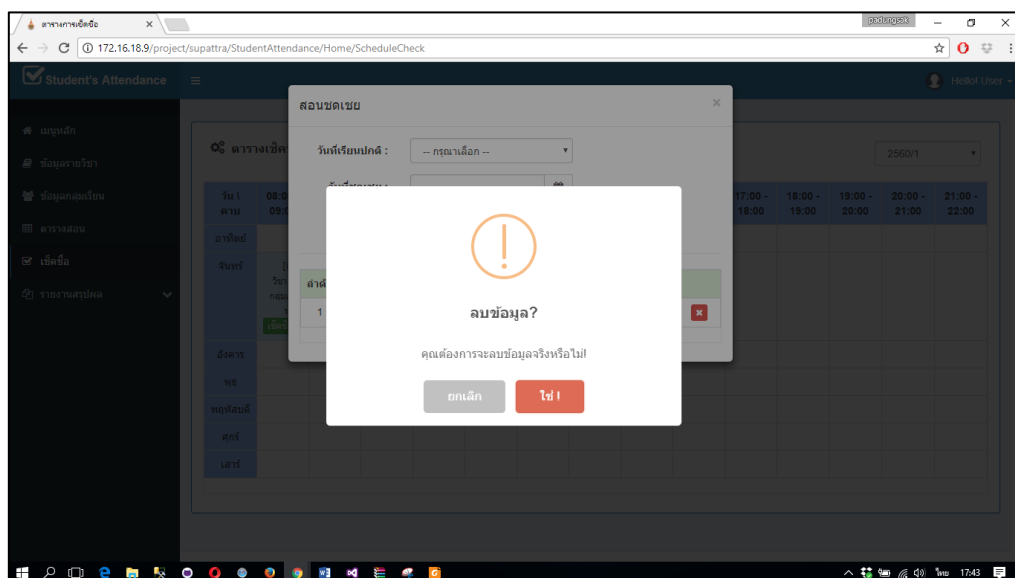 ตารางการเช็คชื่อ
padungsak
172.16.18.9/project/supattra/StudentAttendance/Home/ScheduleCheck
Student's Attendance
Hello! User
สอนชดเชย
เมนูหลัก
ข้อมูลรายวิชา
ข้อมูลกลุ่มเรียน
ตารางสอน
เช็คชื่อ
รายงานสรุปผล
วันที่เรียนปกติ :
-- กรุณาเลือก --
2560/1
วัน \
คาบ
17:00 -
18:00
18:00 -
19:00
19:00 -
20:00
20:00 -
21:00
21:00 -
22:00
อาทิตย์
จันทร์
อังคาร
พุธ
พฤหัสบดี
ศุกร์
เสาร์
1
ลบข้อมูล?
คุณต้องการจะลบข้อมูลจริงหรือไม่!
ยกเลิก
ใช่ !
ไทย
17:43